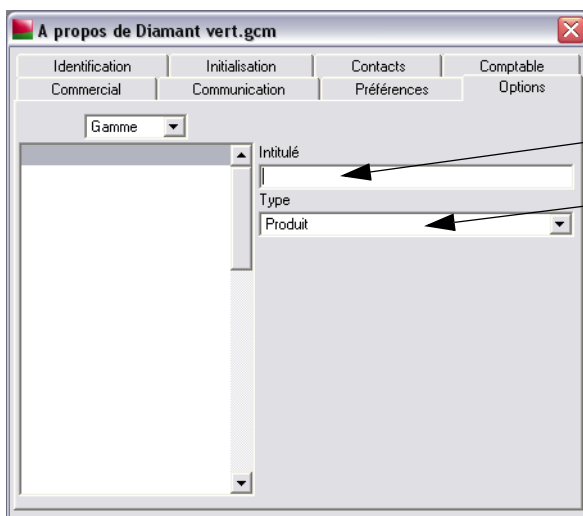 A propos de Diamant vert.gcm
Identification Initialisation Contacts Comptable
Commercial Communication Préférences Options
Gamme
Intitulé
Type
Produit